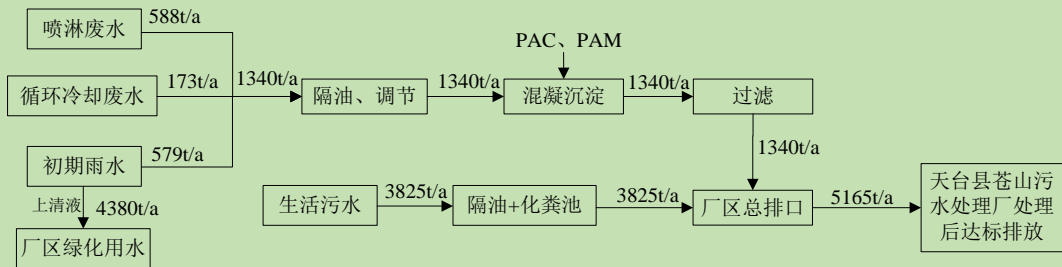 喷淋废水
588t/a
PAC、PAM
循环冷却废水
173t/a
1340t/a
隔油、调节
1340t/a
混凝沉淀
1340t/a
过滤
初期雨水
579t/a
1340t/a
上清液
4380t/a
厂区绿化用水
生活污水
3825t/a
隔油+化粪池
3825t/a
厂区总排口
5165t/a
天台县苍山污
水处理厂处理
后达标排放